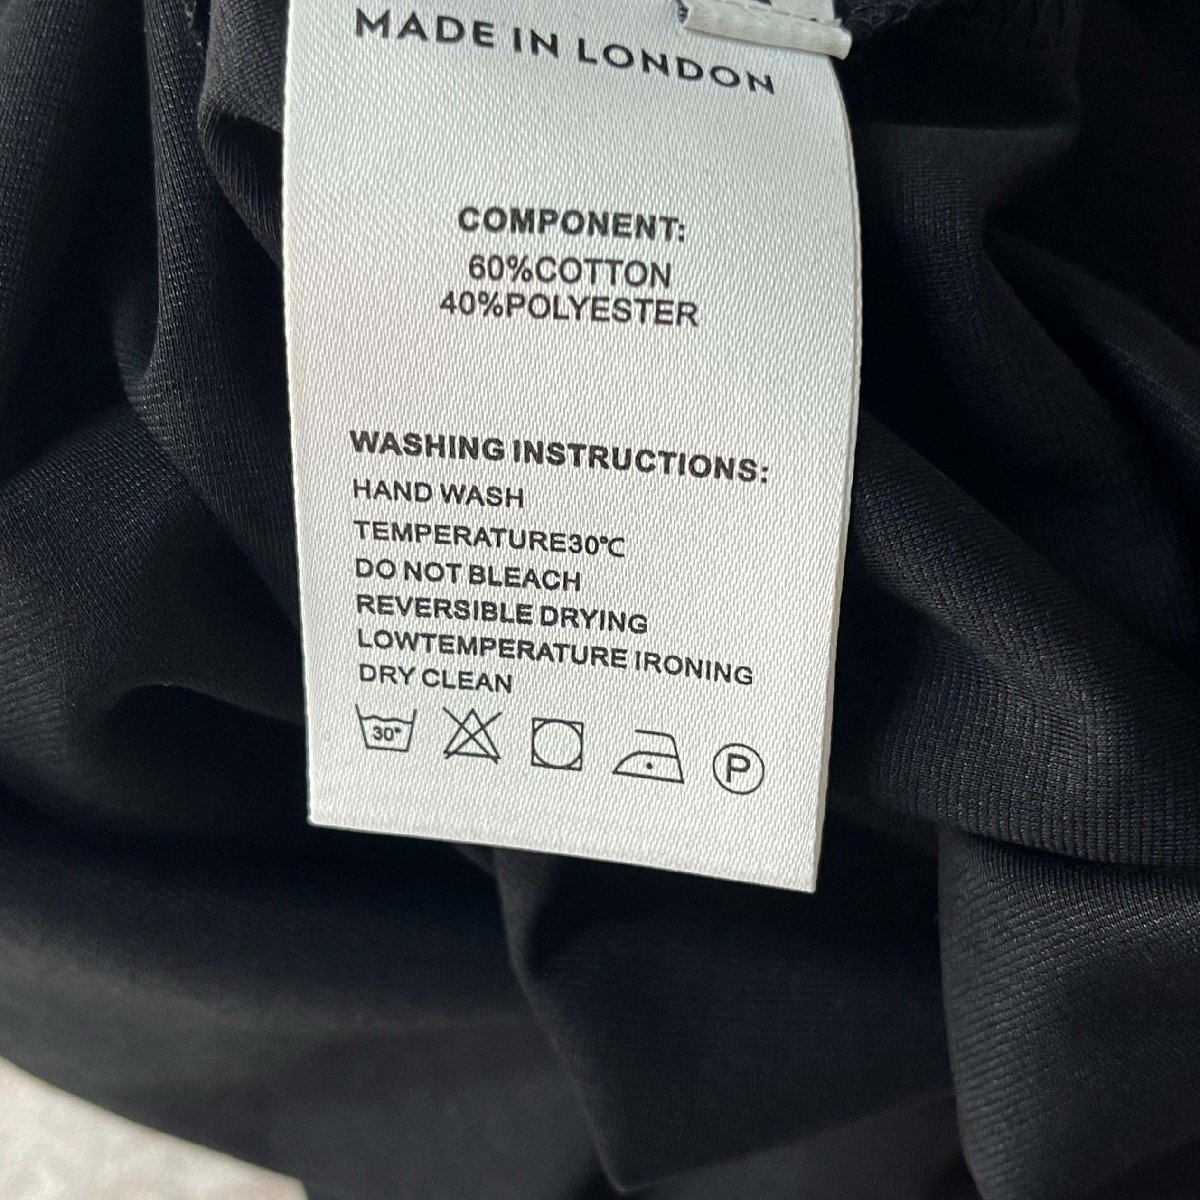 MADE IN LONDON
COMPONENT:
60%COTTON
40%POLYESTER
WASHING INSTRUCTIONS:
HAND WASH
TEMPERATURE30℃
DO NOT BLEACH
REVERSIBLE DRYING
LOWTEMPERATURE IRONING
DRY CLEAN
30° P